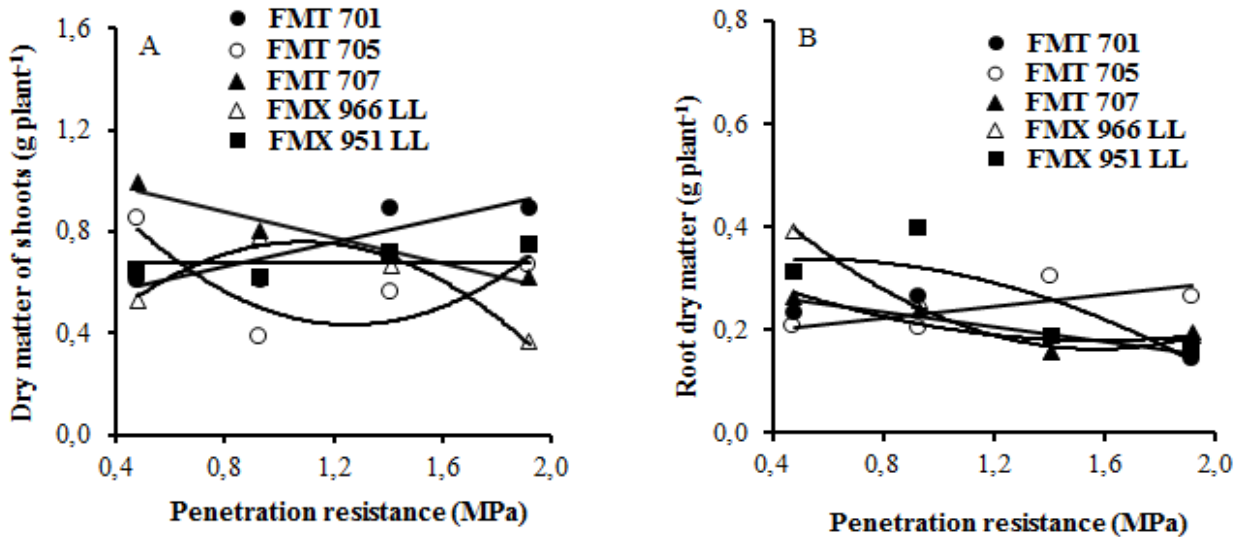 A
FMT 701
FMT 705
FMT 707
FMX 966 LL
FMX 951 LL
Dry matter of shoots (g plant⁻¹)
1,6
1,2
0,8
0,4
0,0
0,4 0,8 1,2 1,6 2,0
Penetration resistance (MPa)
B
FMT 701
FMT 705
FMT 707
FMX 966 LL
FMX 951 LL
Root dry matter (g plant⁻¹)
0,8
0,6
0,4
0,2
0,0
0,4 0,8 1,2 1,6 2,0
Penetration resistance (MPa)